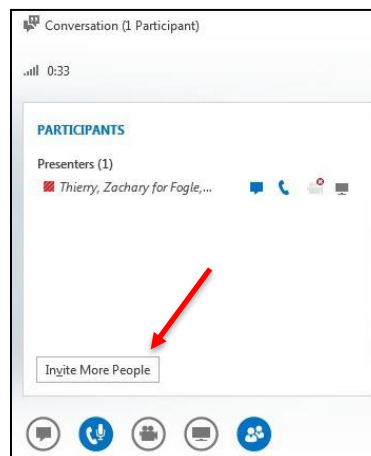 Conversation (1 Participant)
0:33
PARTICIPANTS
Presenters (1)
Thierry, Zachary for Fogle,...
Invite More People